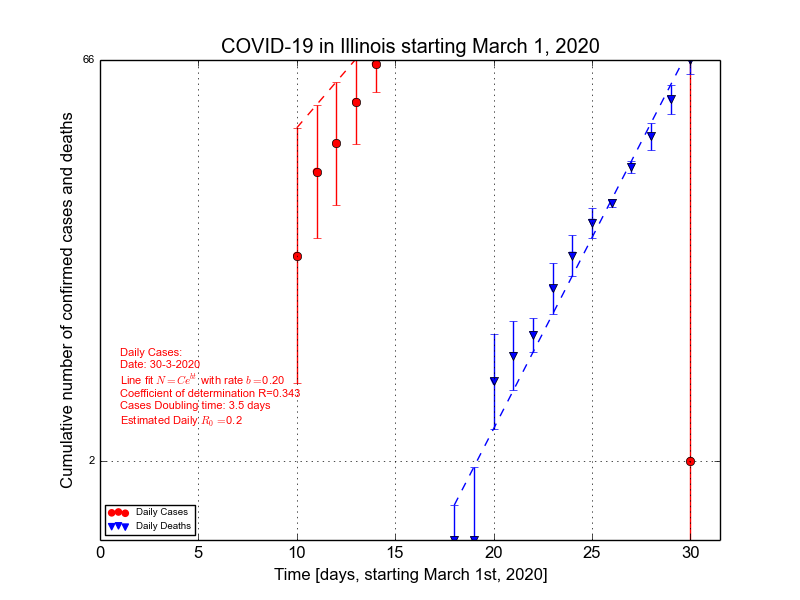 COVID-19 in Illinois starting March 1, 2020
66
2
Cumulative number of confirmed cases and deaths
Daily Cases:
Date: 30-3-2020
Line fit N = Ce^{bt} with rate b =0.20
Coefficient of determination R=0.343
Cases Doubling time: 3.5 days
Estimated Daily R_0 =0.2
Daily Cases
Daily Deaths
0 5 10 15 20 25 30
Time [days, starting March 1st, 2020]